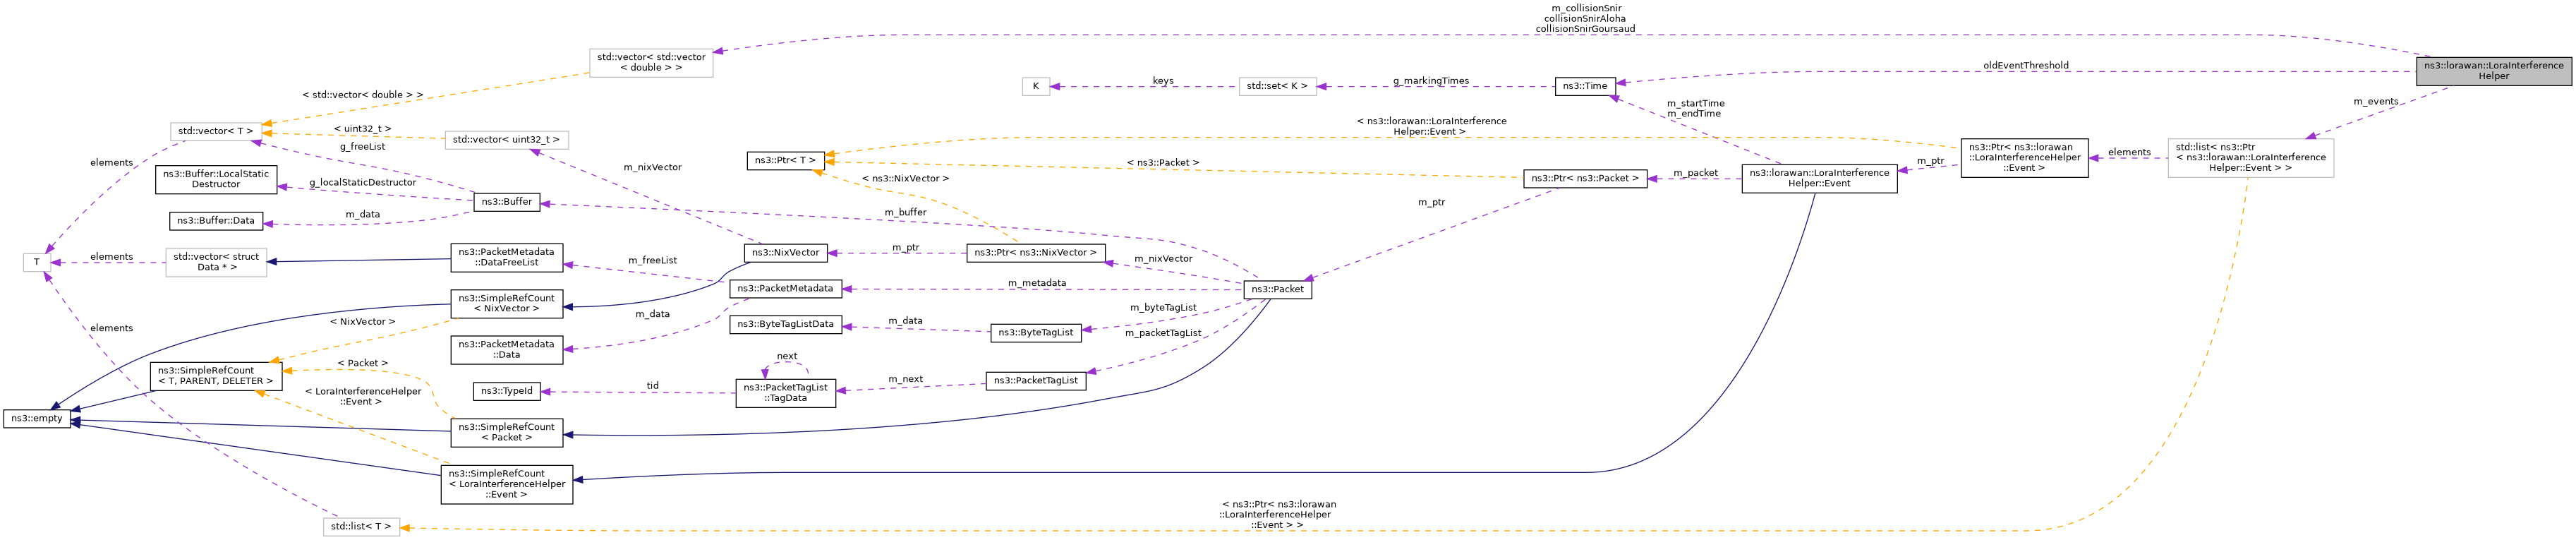 m_collisionSnir
collisionSnirAloha
collisionSnirGoursaud
std::vector< std::vector
< double > >
ns3::lorawan::LoraInterference
Helper
oldEventThreshold
K
keys
std::set< K >
g_markingTimes
ns3::Time
< std::vector< double > >
m_startTime
m_endTime
m_events
std::vector< T >
< uint32_t >
std::vector< uint32_t >
g_freeList
< ns3::lorawan::LoraInterference
Helper::Event >
ns3::Ptr< ns3::lorawan
::LoraInterferenceHelper
::Event >
elements
std::list< ns3::Ptr
< ns3::lorawan::LoraInterference
Helper::Event > >
elements
ns3::Buffer::LocalStatic
Destructor
g_localStaticDestructor
m_nixVector
ns3::Ptr< T >
< ns3::Packet >
< ns3::NixVector >
ns3::Ptr< ns3::Packet >
m_packet
ns3::lorawan::LoraInterference
Helper::Event
m_ptr
ns3::Buffer
ns3::Buffer::Data
m_data
m_buffer
m_ptr
T
elements
std::vector< struct
Data * >
ns3::PacketMetadata
::DataFreeList
m_freeList
ns3::NixVector
m_ptr
ns3::Ptr< ns3::NixVector >
m_nixVector
ns3::PacketMetadata
m_metadata
ns3::Packet
ns3::SimpleRefCount
< NixVector >
< NixVector >
m_data
ns3::ByteTagListData
m_data
ns3::ByteTagList
m_byteTagList
m_packetTagList
elements
ns3::PacketMetadata
::Data
ns3::SimpleRefCount
< T, PARENT, DELETER >
< Packet >
next
ns3::TypeId
tid
ns3::PacketTagList
::TagData
m_next
ns3::PacketTagList
< LoraInterferenceHelper
::Event >
ns3::empty
ns3::SimpleRefCount
< Packet >
ns3::SimpleRefCount
< LoraInterferenceHelper
::Event >
std::list< T >
< ns3::Ptr< ns3::lorawan
::LoraInterferenceHelper
::Event > >